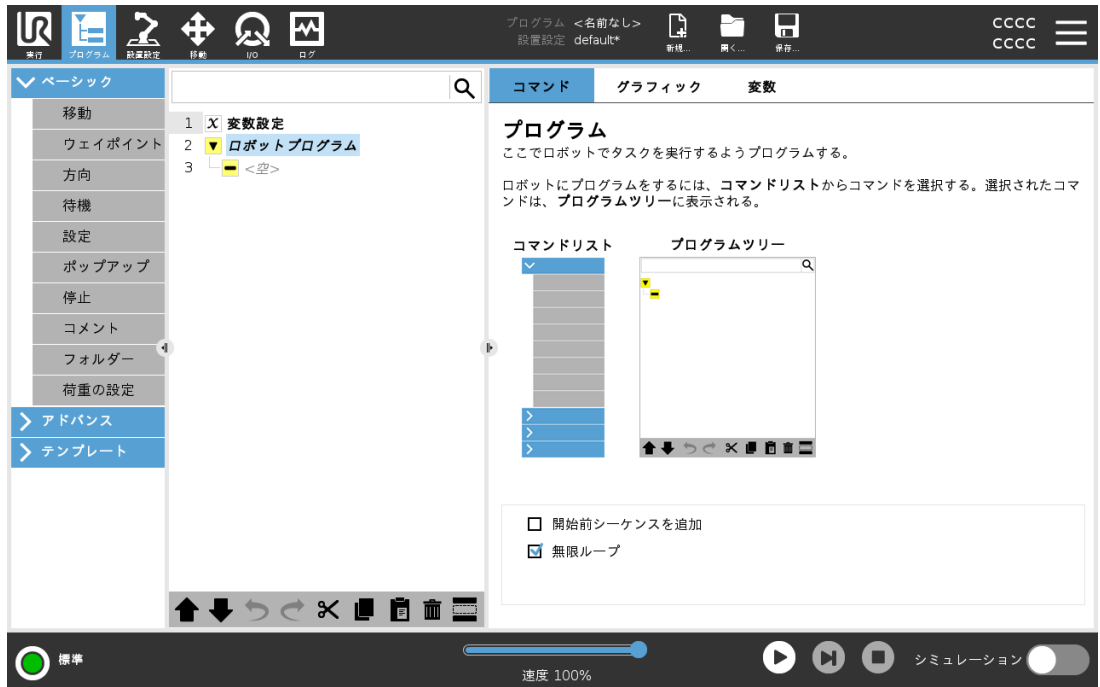 UR
実行
プログラム
設置設定
移動
I/O
ログ
プログラム <名前なし>
設置設定 default*
新規...
開く...
保存...
CCCC
CCCC
ベーシック
移動
ウェイポイント
方向
待機
設定
ポップアップ
停止
コメント
フォルダー
荷重の設定
アドバンス
テンプレート
1 X 変数設定
2 ロボットプログラム
3 <空>
コマンド グラフィック 変数
プログラム
ここでロボットでタスクを実行するようプログラムする。
ロボットにプログラムをするには、コマンドリストからコマンドを選択する。選択されたコマ
ンドは、プログラムツリーに表示される。
コマンドリスト プログラムツリー
開始前シーケンスを追加
無限ループ
標準
速度 100%
シミュレーション